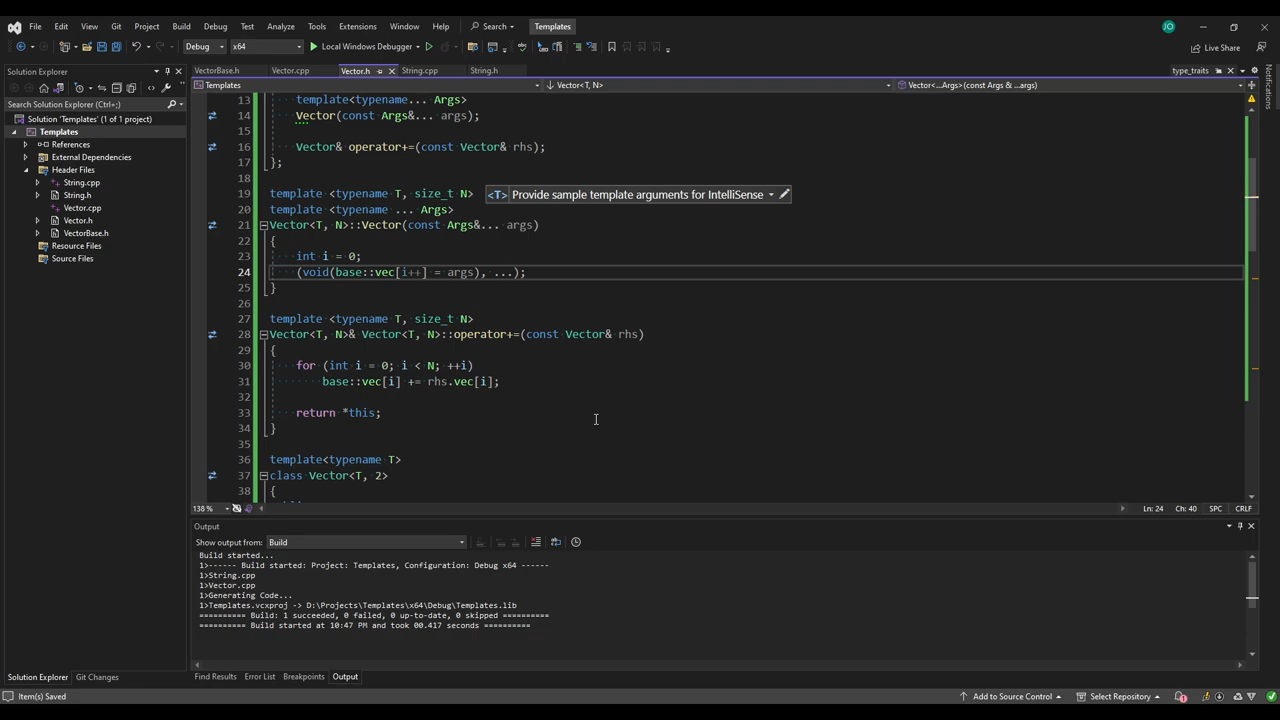 File Edit View Git Project Build Debug Test Analyze Tools Extensions Window Help Search Templates JO
Debug x64 Local Windows Debugger Live Share
Solution Explorer
Search Solution Explorer (Ctrl+;)
Solution 'Templates' (1 of 1 project)
Templates
References
External Dependencies
Header Files
String.cpp
String.h
Vector.cpp
Vector.h
VectorBase.h
Resource Files
Source Files
Solution Explorer Git Changes
VectorBase.h Vector.cpp Vector.h String.cpp String.h type_traits
Templates Vector<T, N> Vector<...Args>(const Args & ... args)
13 template<typename... Args>
14 Vector(const Args&... args);
15
16 Vector& operator+=(const Vector& rhs);
17 };
18
19 template <typename T, size_t N> <T> Provide sample template arguments for IntelliSense
20 template <typename ... Args>
21 Vector<T, N>::Vector(const Args&... args)
22 {
23 int i = 0;
24 (void(base::vec[i++] = args), ...);
25 }
26
27 template <typename T, size_t N>
28 Vector<T, N>& Vector<T, N>::operator+=(const Vector& rhs)
29 {
30 for (int i = 0; i < N; ++i)
31 base::vec[i] += rhs.vec[i];
32
33 return *this;
34 }
35
36 template<typename T>
37 class Vector<T, 2>
38 {
138 % Ln: 24 Ch: 40 SPC CRLF
Output
Show output from: Build
Build started...
1>------ Build started: Project: Templates, Configuration: Debug x64 ------
1>String.cpp
1>Vector.cpp
1>Generating Code...
1>Templates.vcxproj -> D:\Projects\Templates\x64\Debug\Templates.lib
========== Build: 1 succeeded, 0 failed, 0 up-to-date, 0 skipped ==========
========== Build started at 10:47 PM and took 00.417 seconds ==========
Find Results Error List Breakpoints Output
Item(s) Saved Add to Source Control Select Repository 1
Notifications